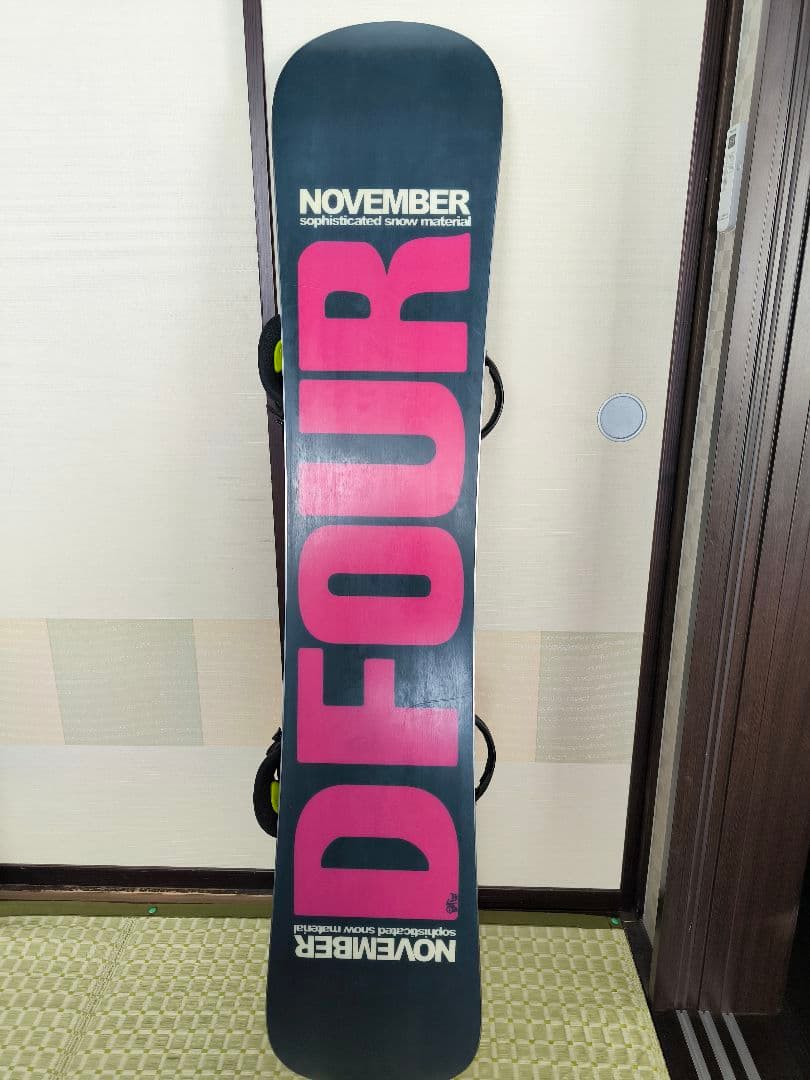 NOVEMBER
sophisticated snow material
DFOUR
sophisticated snow material
NOVEMBER